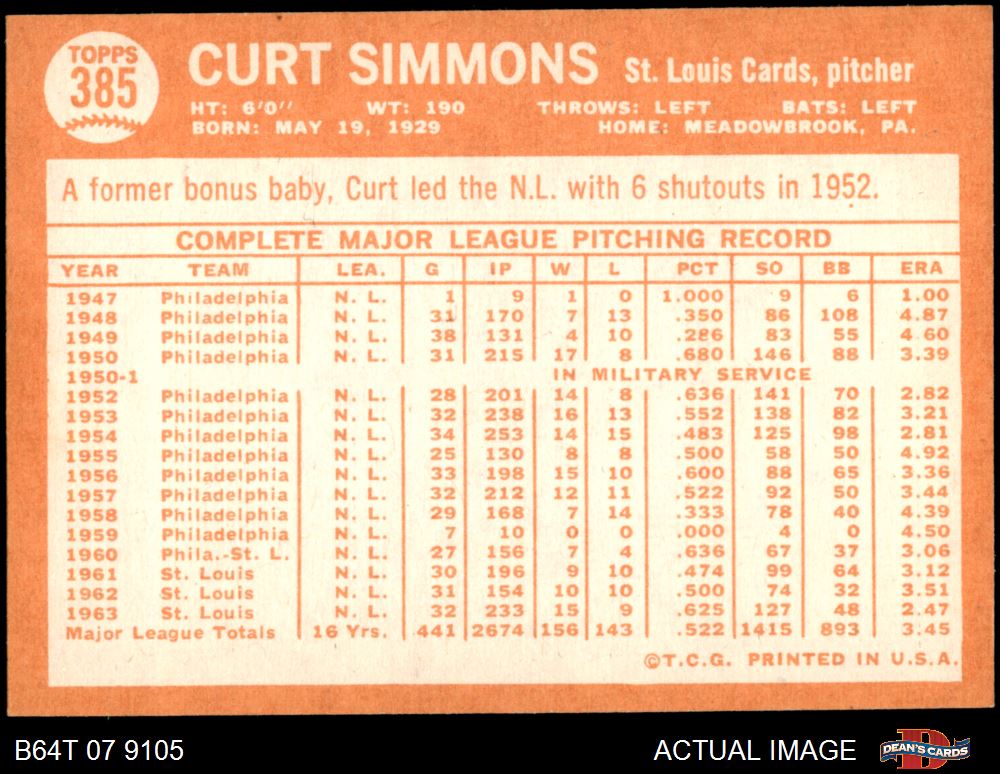 TOPPS
385
CURT SIMMONS St. Louis Cards, pitcher
HT: 6'0'' WT: 190 THROWS: LEFT BATS: LEFT
BORN: MAY 19, 1929 HOME: MEADOWBROOK, PA.
A former bonus baby, Curt led the N.L. with 6 shutouts in 1952.
COMPLETE MAJOR LEAGUE PITCHING RECORD
YEAR TEAM LEA. G IP W L PCT SO BB ERA
1947 Philadelphia N. L. 1 9 1 0 1.000 9 6 1.00
1948 Philadelphia N. L. 31 170 7 13 .350 86 108 4.87
1949 Philadelphia N. L. 38 131 4 10 .286 83 55 4.60
1950 Philadelphia N. L. 31 215 17 8 .680 146 88 3.39
1950-1 IN MILITARY SERVICE
1952 Philadelphia N. L. 28 201 14 8 .636 141 70 2.82
1953 Philadelphia N. L. 32 238 16 13 .552 138 82 3.21
1954 Philadelphia N. L. 34 253 14 15 .483 125 98 2.81
1955 Philadelphia N. L. 25 130 8 8 .500 58 50 4.92
1956 Philadelphia N. L. 33 198 15 10 .600 88 65 3.36
1957 Philadelphia N. L. 32 212 12 11 .522 92 50 3.44
1958 Philadelphia N. L. 29 168 7 14 .333 78 40 4.39
1959 Philadelphia N. L. 7 10 0 0 .000 4 0 4.50
1960 Phila.-St. L. N. L. 27 156 7 4 .636 67 37 3.06
1961 St. Louis N. L. 30 196 9 10 .474 99 64 3.12
1962 St. Louis N. L. 31 154 10 10 .500 74 32 3.51
1963 St. Louis N. L. 32 233 15 9 .625 127 48 2.47
Major League Totals 16 Yrs. 441 2674 156 143 .522 1415 893 3.45
©T.C.G. PRINTED IN U.S.A.
B64T 07 9105 ACTUAL IMAGE DEAN'S CARDS